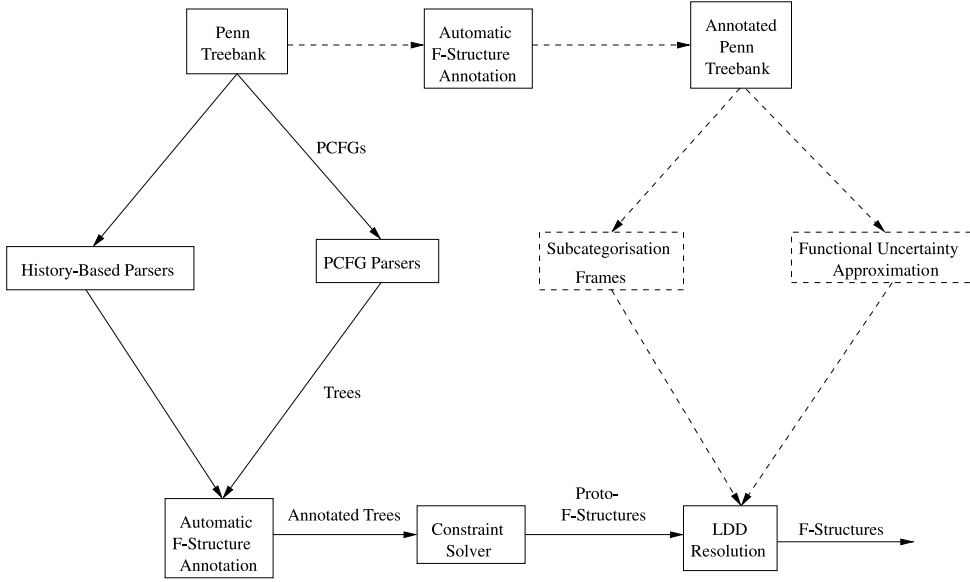 Penn
Treebank
Automatic
F-Structure
Annotation
Annotated
Penn
Treebank
PCFGs
History-Based Parsers
PCFG Parsers
Subcategorisation
Frames
Functional Uncertainty
Approximation
Trees
Automatic
F-Structure
Annotation
Annotated Trees
Constraint
Solver
Proto-
F-Structures
LDD
Resolution
F-Structures